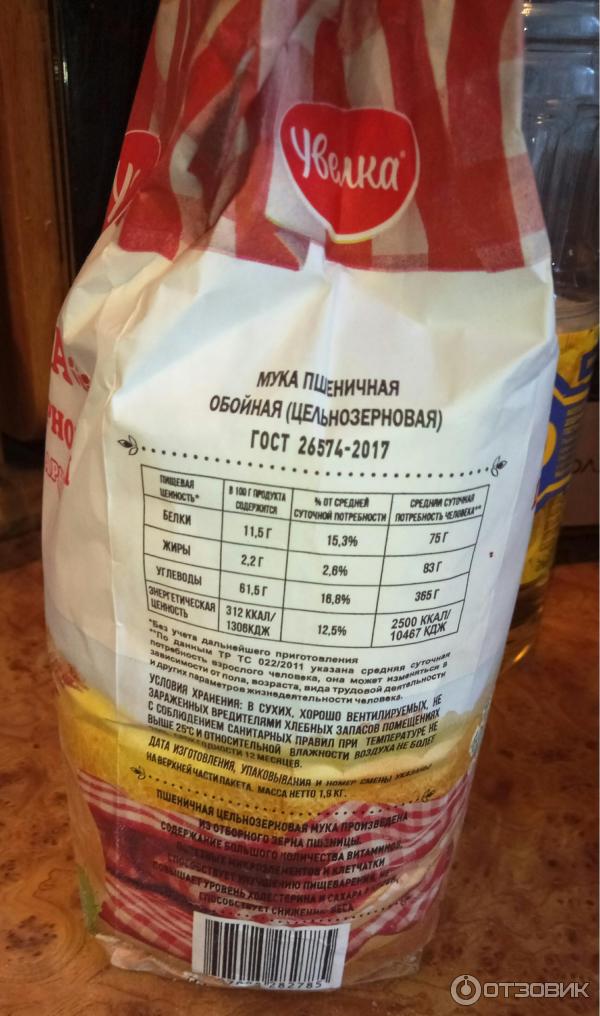 Увелка
МУКА ПШЕНИЧНАЯ
ОБОЙНАЯ (ЦЕЛЬНОЗЕРНОВАЯ)
ГОСТ 26574-2017
ПИЩЕВАЯ ЦЕННОСТЬ* В 100 Г ПРОДУКТА СОДЕРЖИТСЯ % ОТ СРЕДНЕЙ СУТОЧНОЙ ПОТРЕБНОСТИ СРЕДНЯЯ СУТОЧНАЯ ПОТРЕБНОСТЬ ЧЕЛОВЕКА**
БЕЛКИ 11,5 Г 15,3% 75 Г
ЖИРЫ 2,2 Г 2,6% 83 Г
УГЛЕВОДЫ 61,5 Г 16,8% 365 Г
ЭНЕРГЕТИЧЕСКАЯ ЦЕННОСТЬ 312 ККАЛ/ 1306КДЖ 12,5% 2500 ККАЛ/ 10467 КДЖ
*Без учета дальнейшего приготовления
**По данным ТР ТС 022/2011 указана средняя суточная
потребность взрослого человека, она может изменяться в
зависимости от пола, возраста, вида трудовой деятельности
и других параметров жизнедеятельности человека.
УСЛОВИЯ ХРАНЕНИЯ: В СУХИХ, ХОРОШО ВЕНТИЛИРУЕМЫХ, НЕ
ЗАРАЖЕННЫХ ВРЕДИТЕЛЯМИ ХЛЕБНЫХ ЗАПАСОВ ПОМЕЩЕНИЯХ
С СОБЛЮДЕНИЕМ САНИТАРНЫХ ПРАВИЛ ПРИ ТЕМПЕРАТУРЕ НЕ
ВЫШЕ 25°С И ОТНОСИТЕЛЬНОЙ ВЛАЖНОСТИ ВОЗДУХА НЕ БОЛЕЕ
12 МЕСЯЦЕВ.
ДАТА ИЗГОТОВЛЕНИЯ, УПАКОВЫВАНИЯ И НОМЕР СМЕНЫ УКАЗАНЫ
НА ВЕРХНЕЙ ЧАСТИ ПАКЕТА. МАССА НЕТТО 1,9 КГ.
ПШЕНИЧНАЯ ЦЕЛЬНОЗЕРНОВАЯ МУКА ПРОИЗВЕДЕНА
ИЗ ОТБОРНОГО ЗЕРНА ПШЕНИЦЫ.
СОДЕРЖАНИЕ БОЛЬШОГО КОЛИЧЕСТВА ВИТАМИНОВ,
ПОЛЕЗНЫХ МИКРОЭЛЕМЕНТОВ И КЛЕТЧАТКИ
СПОСОБСТВУЕТ УЛУЧШЕНИЮ ПИЩЕВАРЕНИЯ, НЕ
ПОВЫШАЕТ УРОВЕНЬ ХОЛЕСТЕРИНА И САХАРА
СПОСОБСТВУЕТ СНИЖЕНИЮ ВЕСА
282785
ОТЗОВИК